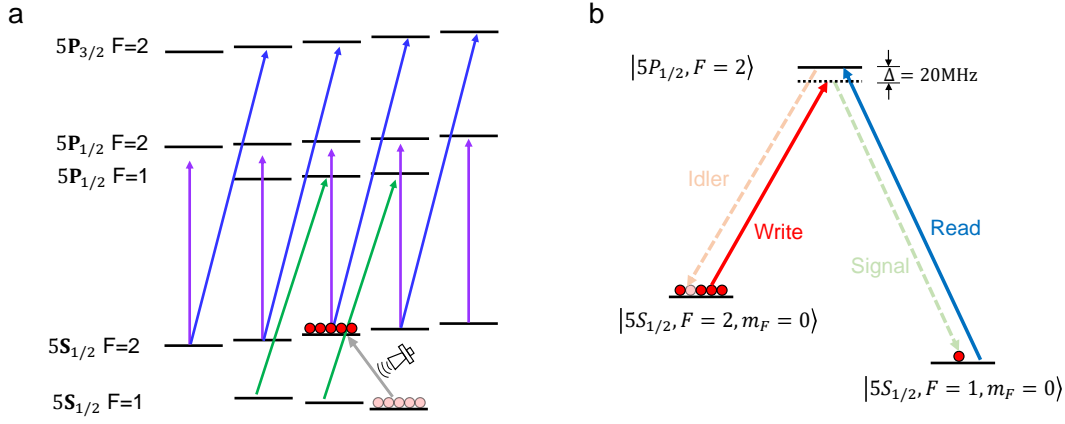 a
5P3/2 F=2
5P1/2 F=2
5P1/2 F=1
5S1/2 F=2
5S1/2 F=1
b
|5P1/2, F = 2⟩
Δ = 20MHz
Idler
Write
Read
Signal
|5S1/2, F = 2, mF = 0⟩
|5S1/2, F = 1, mF = 0⟩